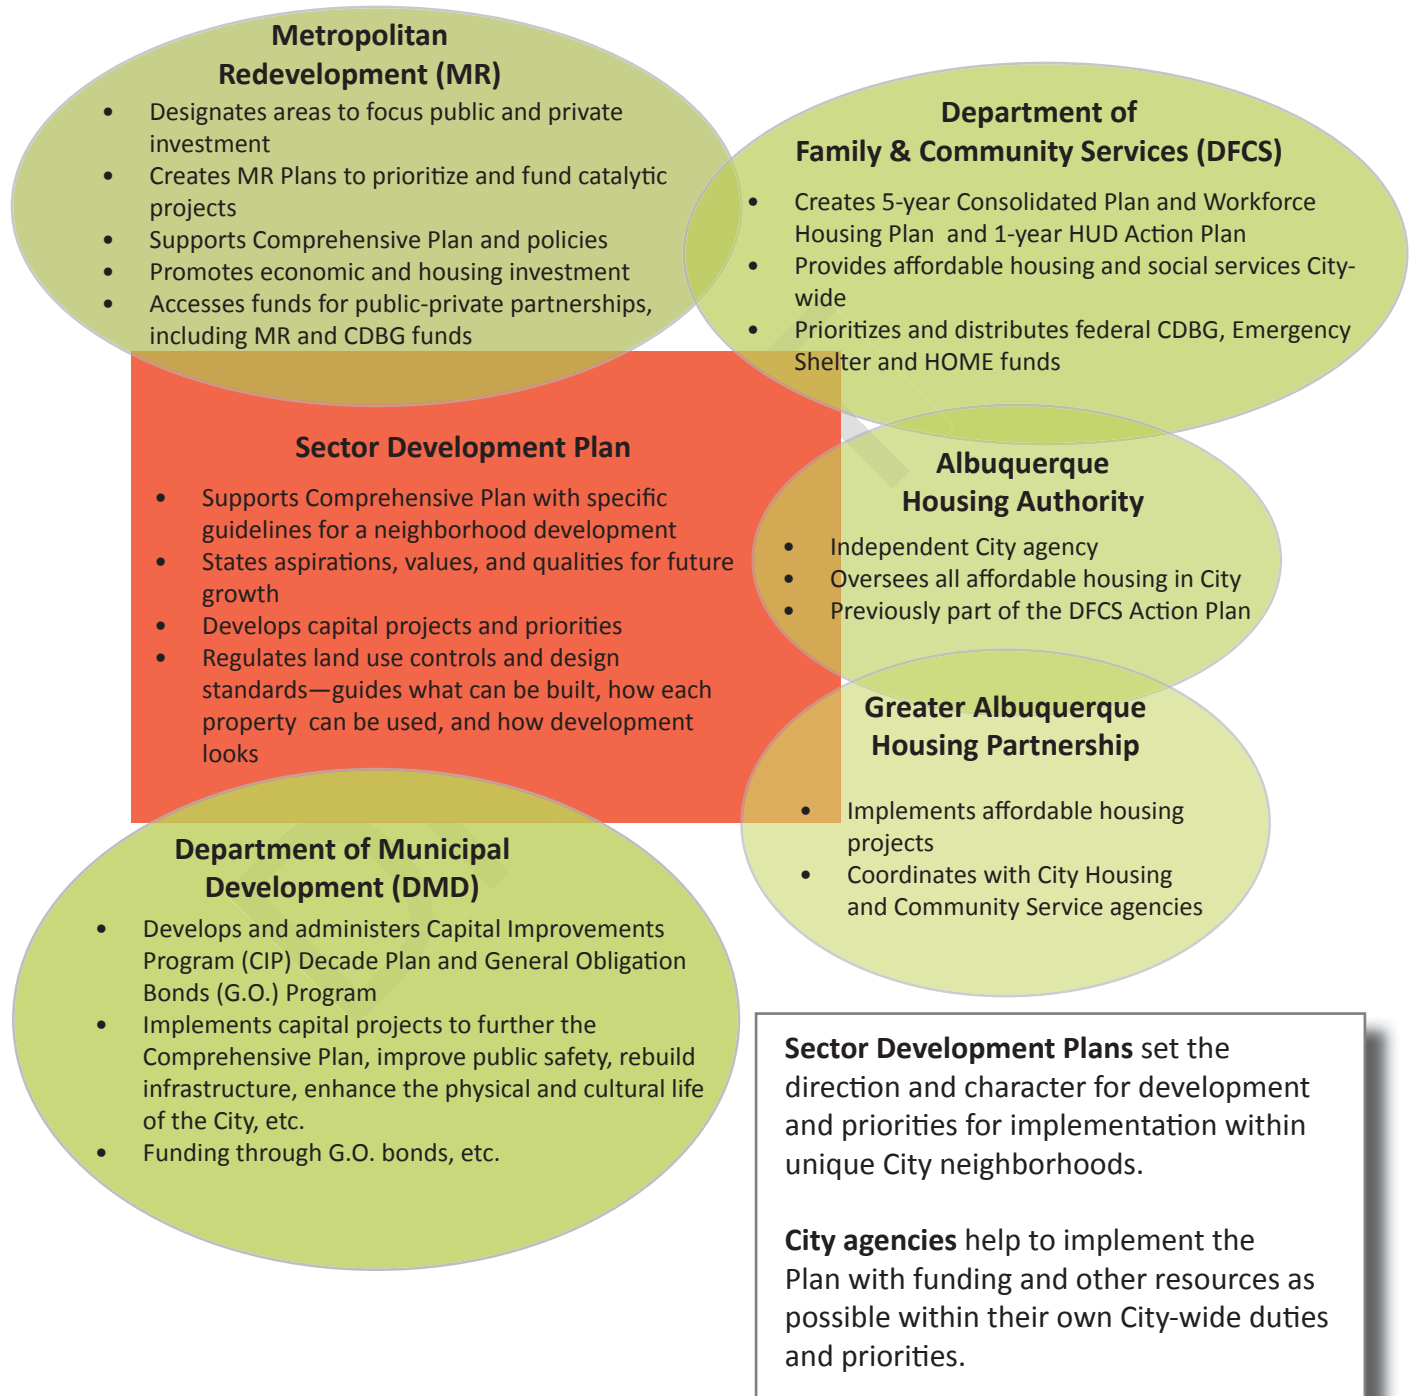 Metropolitan
Redevelopment (MR)
• Designates areas to focus public and private
investment
• Creates MR Plans to prioritize and fund catalytic
projects
• Supports Comprehensive Plan and policies
• Promotes economic and housing investment
• Accesses funds for public-private partnerships,
including MR and CDBG funds
Department of
Family & Community Services (DFCS)
• Creates 5-year Consolidated Plan and Workforce
Housing Plan and 1-year HUD Action Plan
• Provides affordable housing and social services City-
wide
• Prioritizes and distributes federal CDBG, Emergency
Shelter and HOME funds
Sector Development Plan
• Supports Comprehensive Plan with specific
guidelines for a neighborhood development
• States aspirations, values, and qualities for future
growth
• Develops capital projects and priorities
• Regulates land use controls and design
standards—guides what can be built, how each
property can be used, and how development
looks
Albuquerque
Housing Authority
• Independent City agency
• Oversees all affordable housing in City
• Previously part of the DFCS Action Plan
Greater Albuquerque
Housing Partnership
• Implements affordable housing
projects
• Coordinates with City Housing
and Community Service agencies
Department of Municipal
Development (DMD)
• Develops and administers Capital Improvements
Program (CIP) Decade Plan and General Obligation
Bonds (G.O.) Program
• Implements capital projects to further the
Comprehensive Plan, improve public safety, rebuild
infrastructure, enhance the physical and cultural life
of the City, etc.
• Funding through G.O. bonds, etc.
Sector Development Plans set the
direction and character for development
and priorities for implementation within
unique City neighborhoods.
City agencies help to implement the
Plan with funding and other resources as
possible within their own City-wide duties
and priorities.